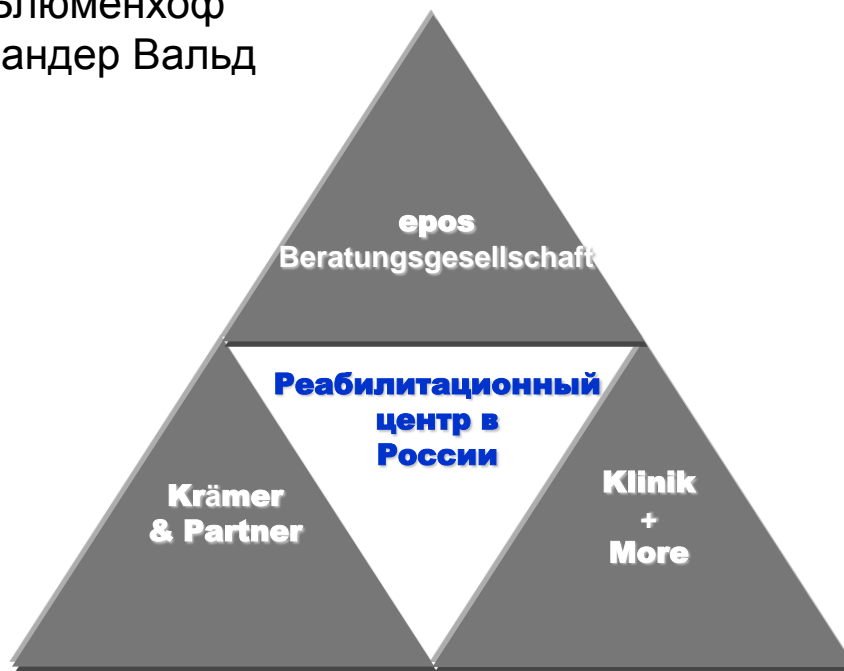 Блюменхоф
андер Вальд
epos
Beratungsgesellschaft
Реабилитационный
центр в
России
Krämer
& Partner
Klinik
+
More